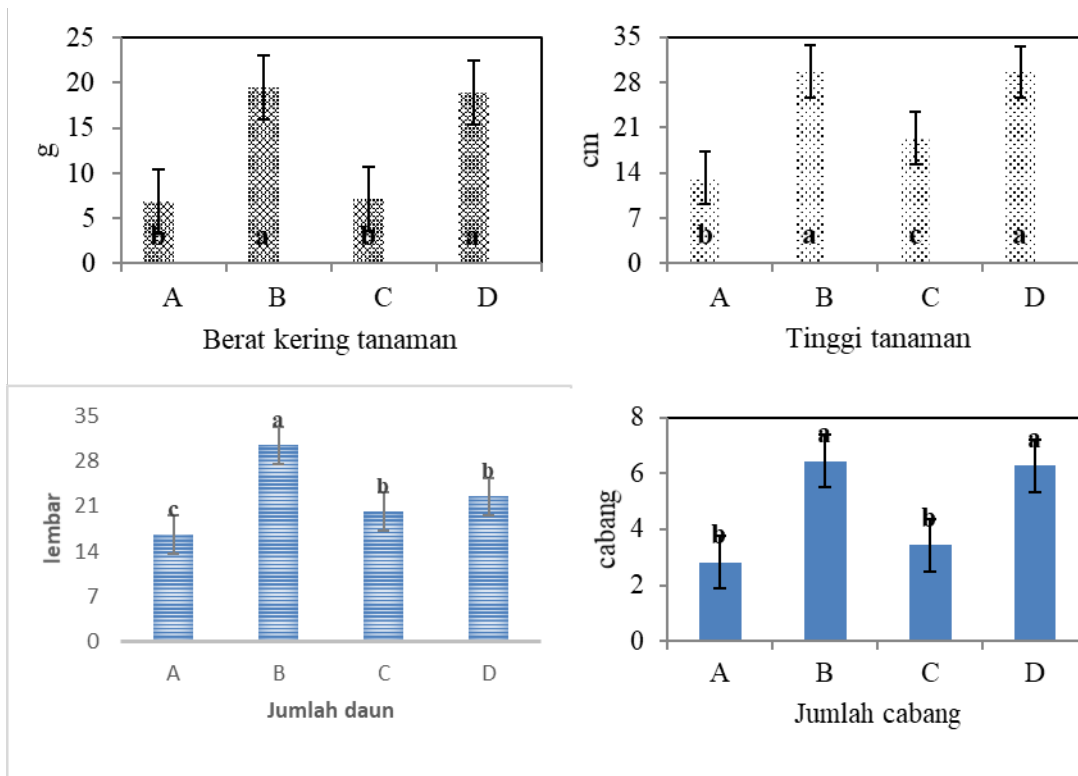 25
20
15
10
5
0
g
b a b a
A B C D
Berat kering tanaman
35
28
21
14
7
0
cm
b a c a
A B C D
Tinggi tanaman
35
28
21
14
7
0
lembar
c a b b
A B C D
Jumlah daun
8
6
4
2
0
cabang
b a b a
A B C D
Jumlah cabang